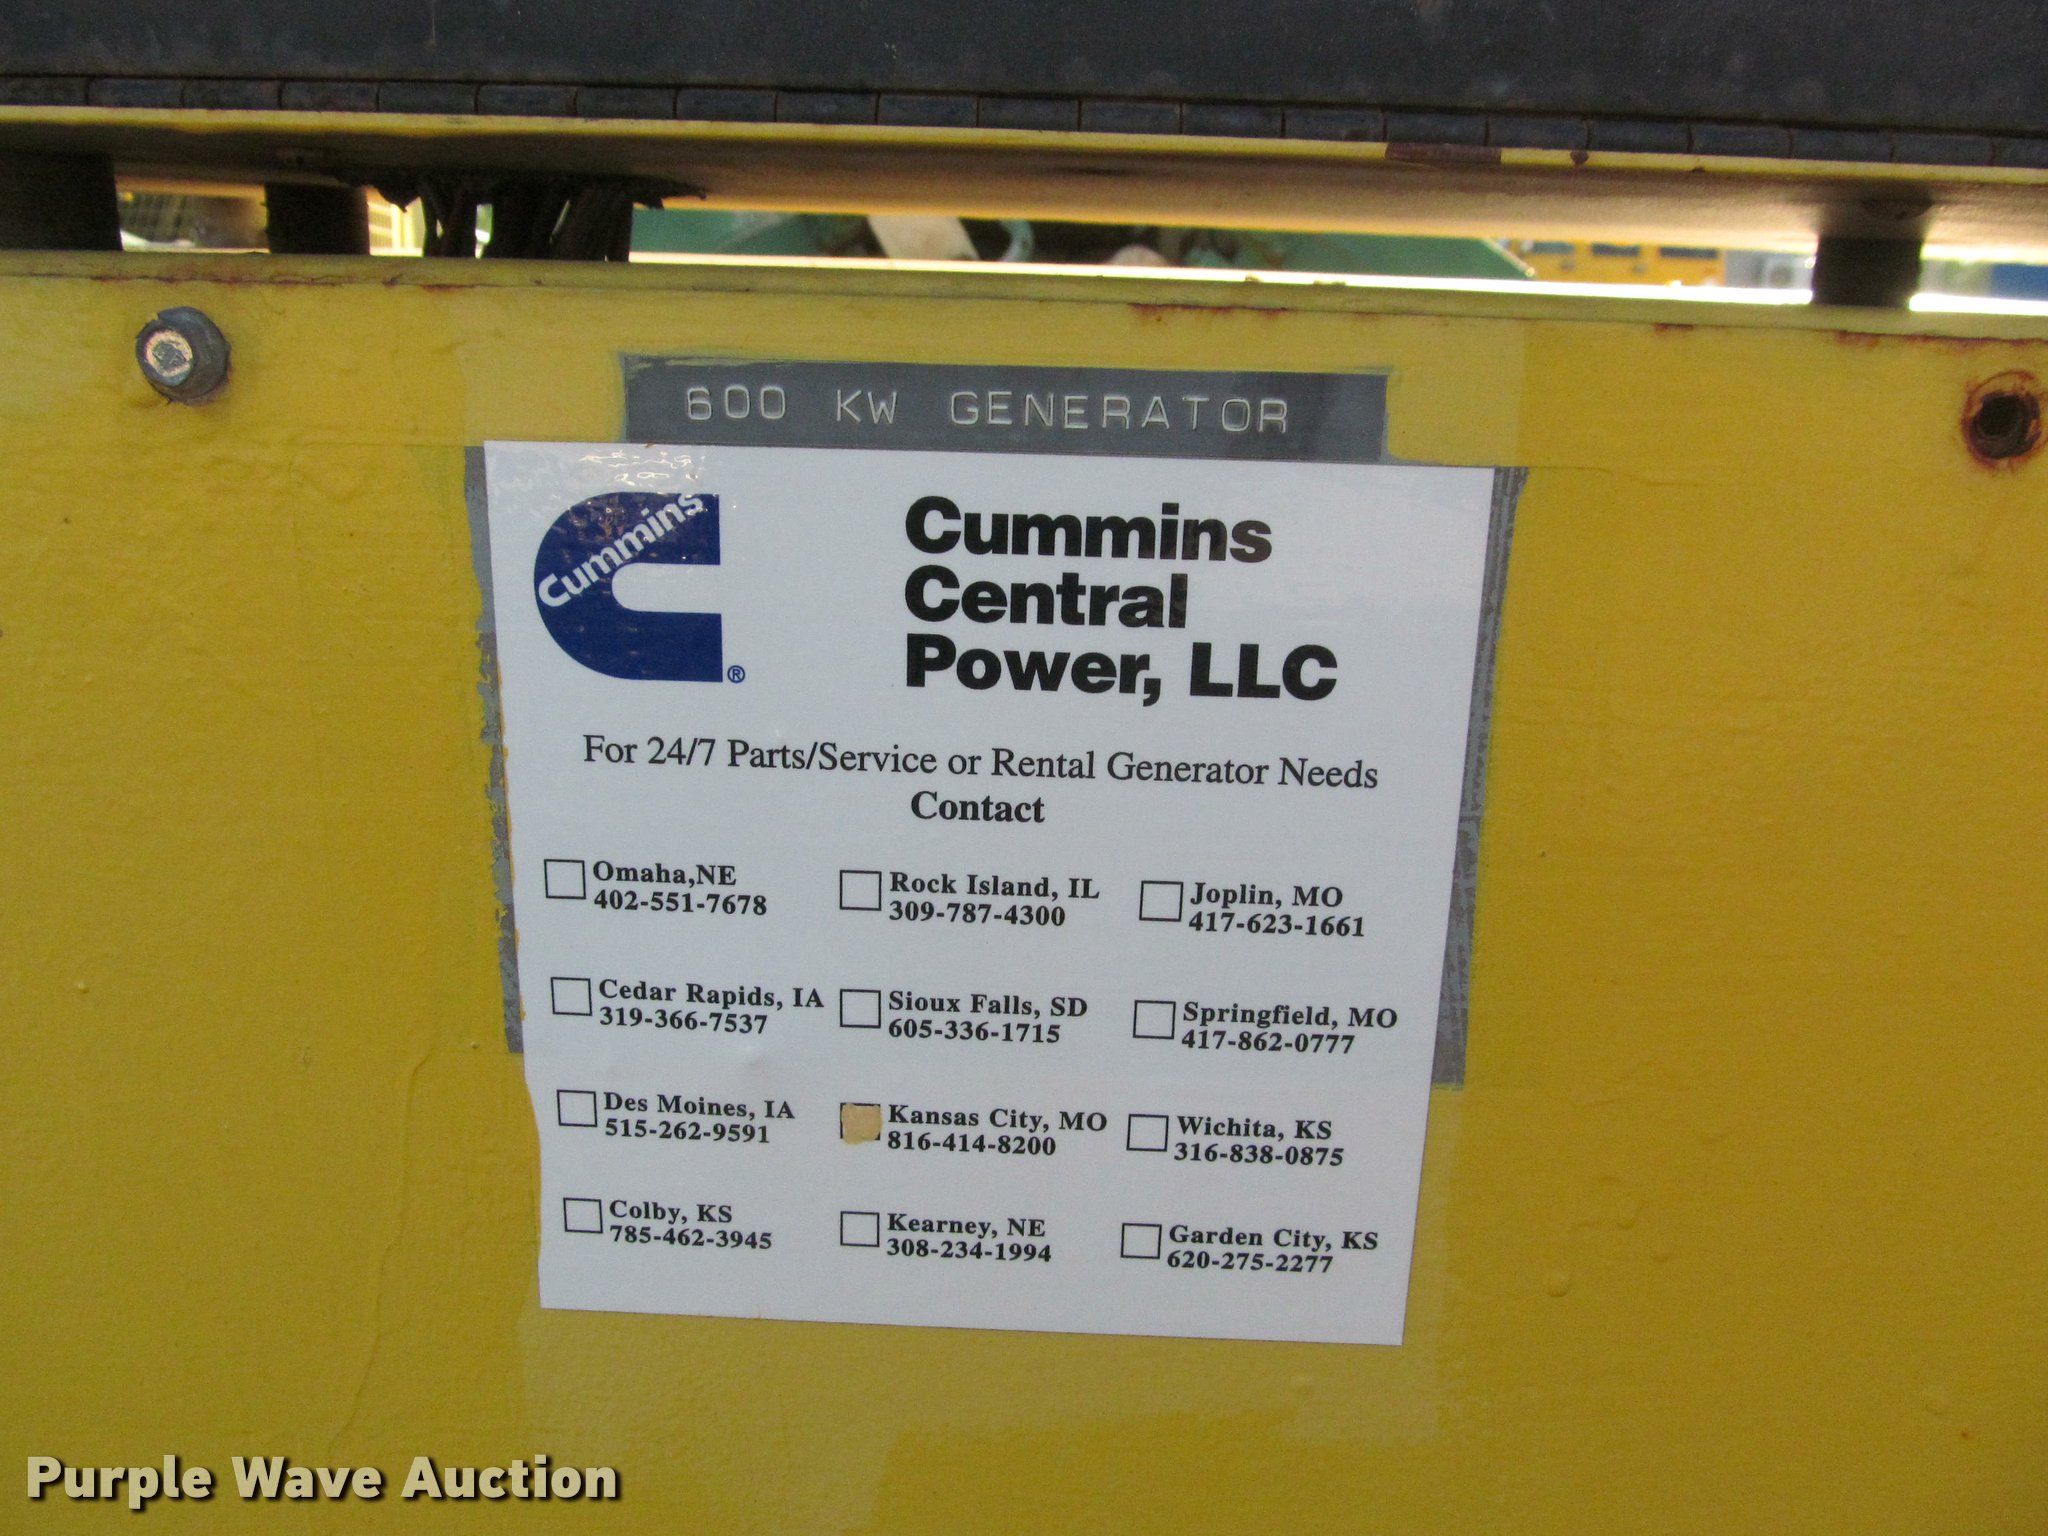 600 KW GENERATOR
Cummins
Cummins
Central
Power, LLC
®
For 24/7 Parts/Service or Rental Generator Needs
Contact
Omaha,NE
402-551-7678
Rock Island, IL
309-787-4300
Joplin, MO
417-623-1661
Cedar Rapids, IA
319-366-7537
Sioux Falls, SD
605-336-1715
Springfield, MO
417-862-0777
Des Moines, IA
515-262-9591
Kansas City, MO
816-414-8200
Wichita, KS
316-838-0875
Colby, KS
785-462-3945
Kearney, NE
308-234-1994
Garden City, KS
620-275-2277
Purple Wave Auction